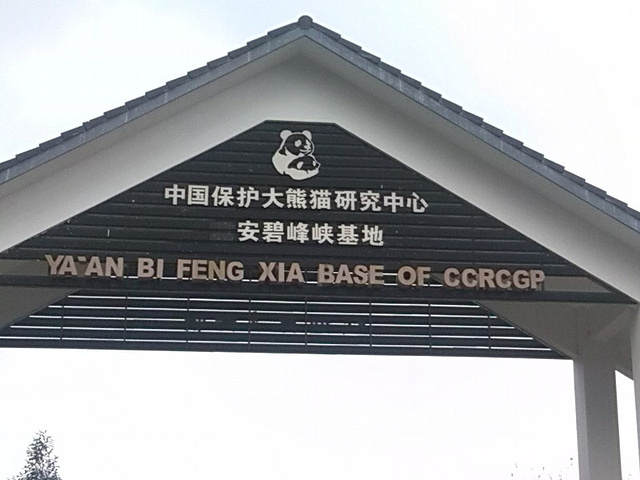 中国保护大熊猫研究中心
安碧峰峡基地
YA'AN BI FENG XIA BASE OF CCRCGP